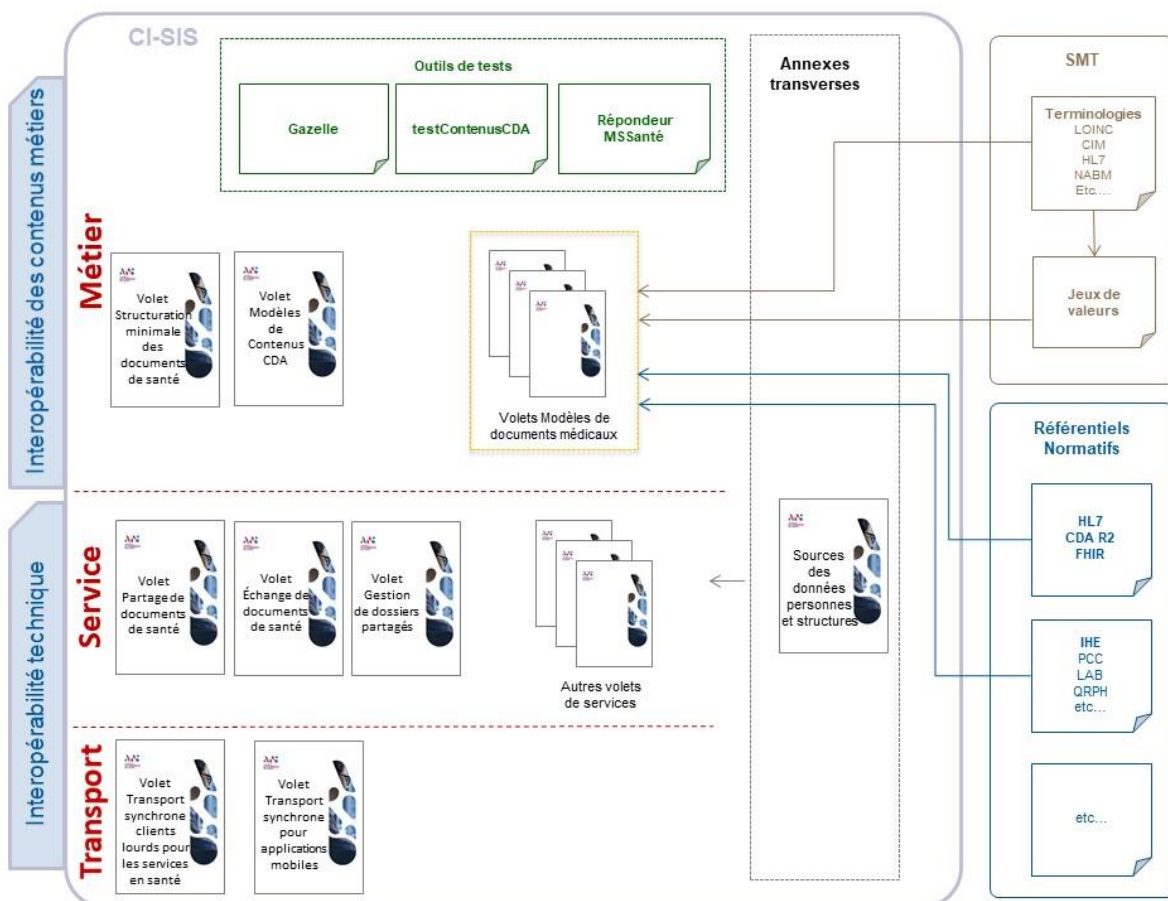 CI-SIS
Interopérabilité des contenus métiers
Interopérabilité technique
Outils de tests
Gazelle
testContenusCDA
Répondeur
MSSanté
Annexes
transverses
SMT
Terminologies
LOINC
CIM
HL7
NABM
Etc....
Jeux de
valeurs
Métier
Volet
Structuration
minimale
des
documents
de santé
Volet
Modèles
de
Contenus
CDA
Volets Modèles de
documents médicaux
Référentiels
Normatifs
HL7
CDA R2
FHIR
IHE
PCC
LAB
QRPH
etc...
etc...
Service
Volet
Partage de
documents
de santé
Volet
Échange de
documents
de santé
Volet
Gestion
de dossiers
partagés
Autres volets
de services
Sources
des
données
personnes
et structures
Transport
Volet
Transport
synchrone
clients
lourds pour
les services
en santé
Volet
Transport
synchrone
pour
applications
mobiles